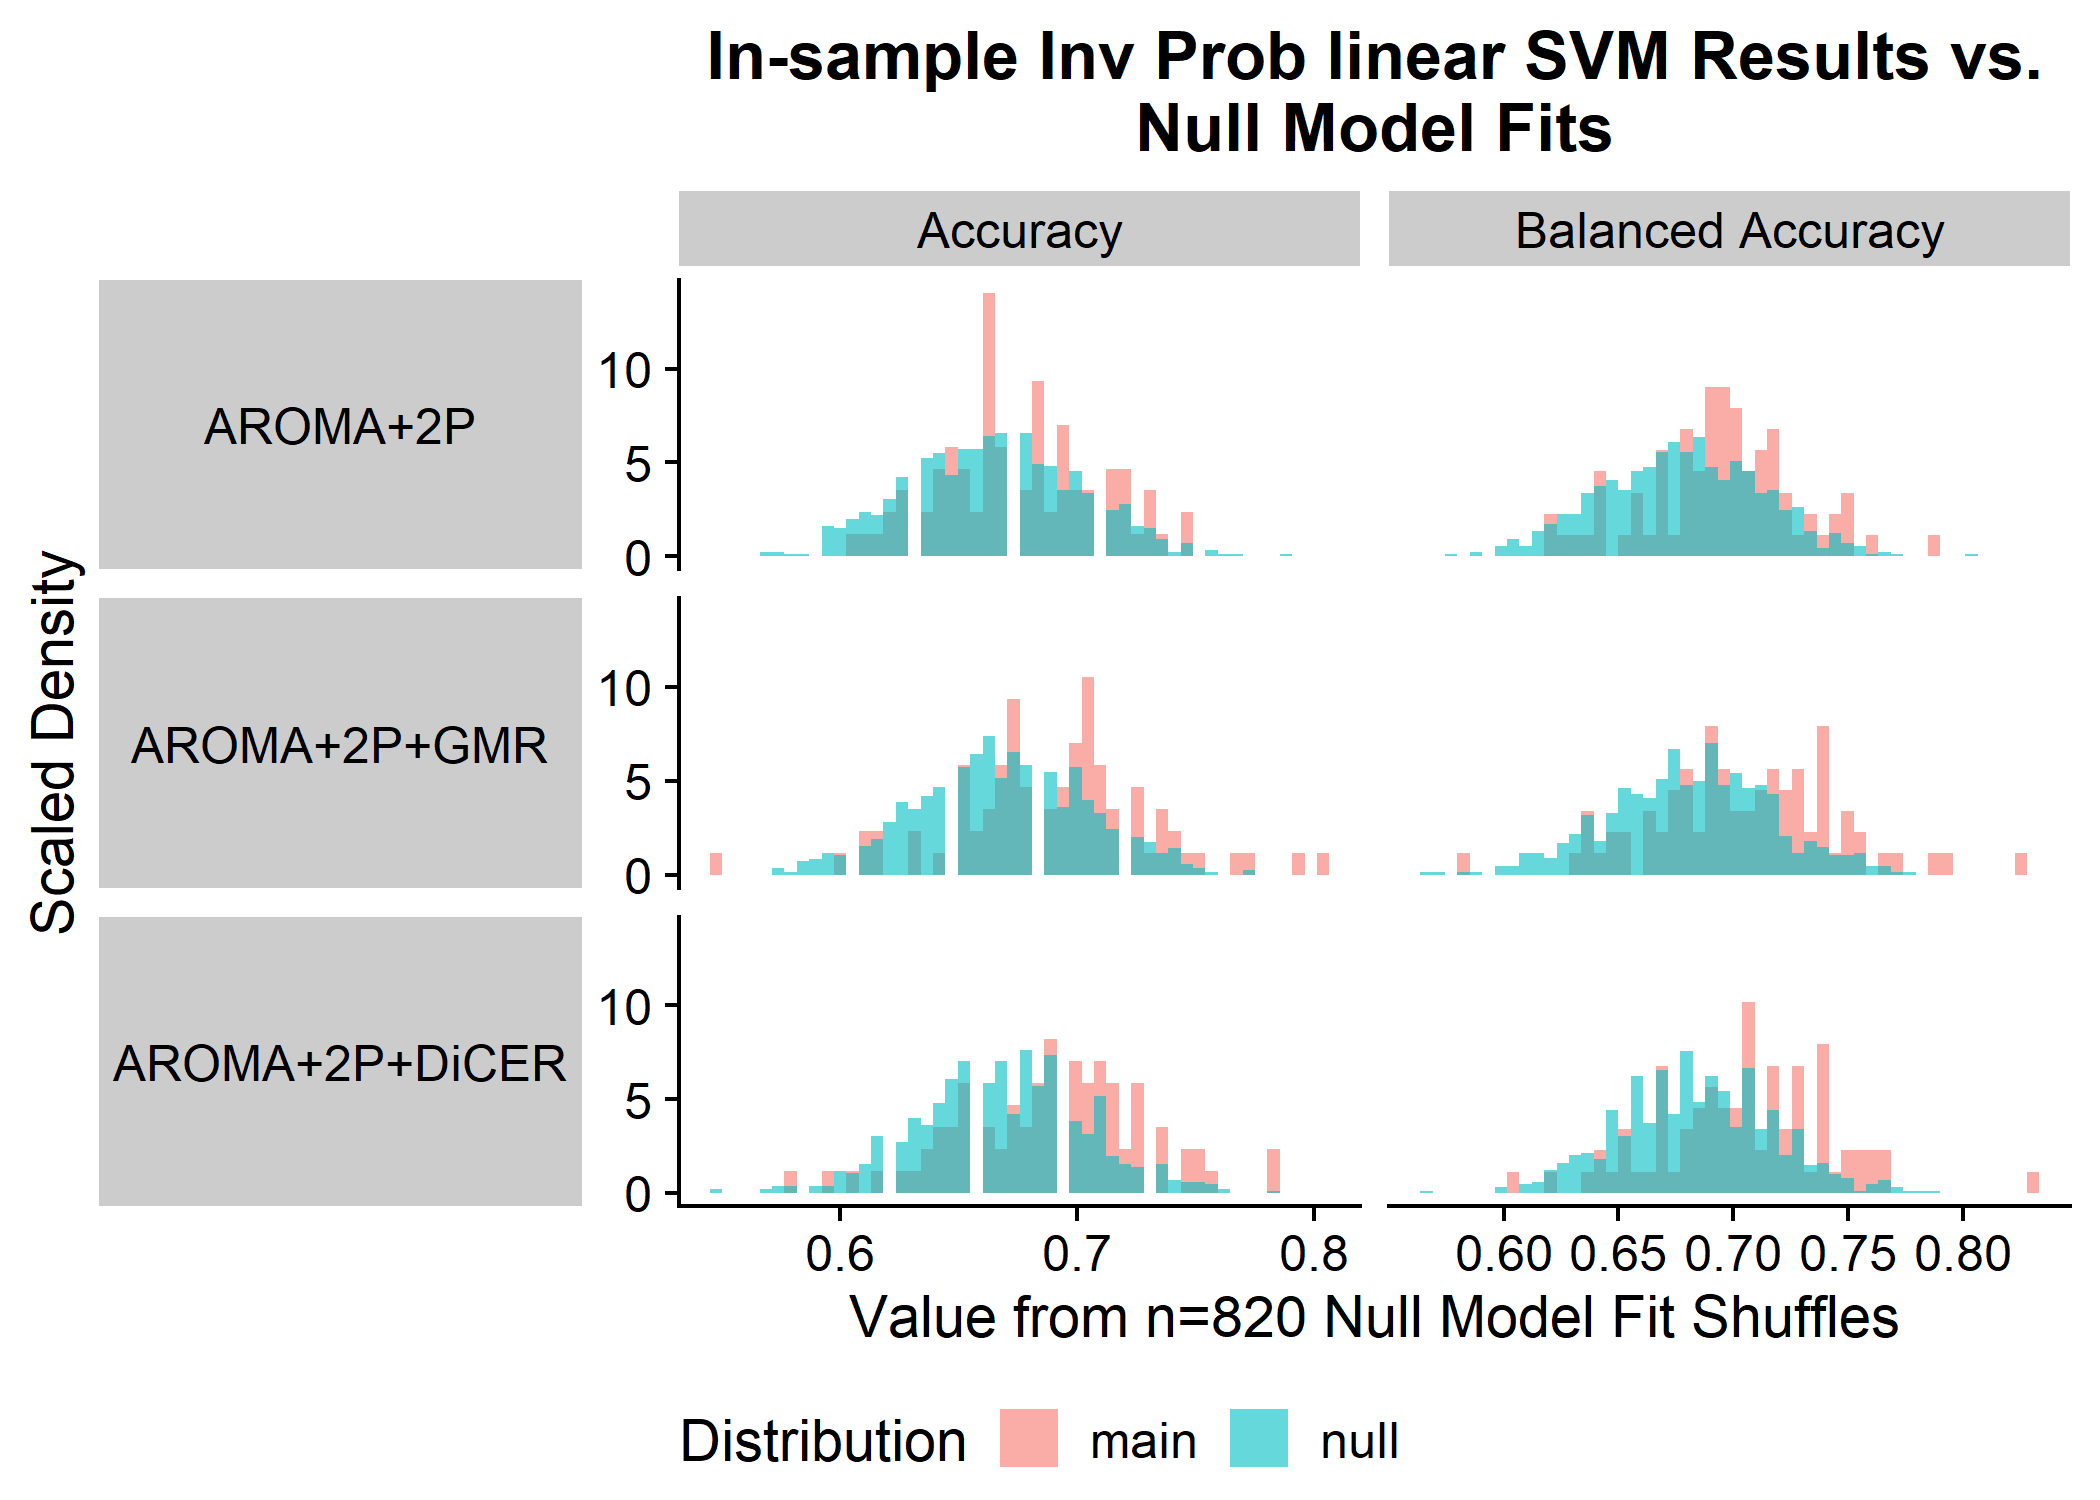 In-sample Inv Prob linear SVM Results vs.
Null Model Fits
Accuracy
Balanced Accuracy
Scaled Density
AROMA+2P
10
5
0
AROMA+2P+GMR
10
5
0
AROMA+2P+DiCER
10
5
0
0.6 0.7 0.8
0.60 0.65 0.70 0.75 0.80
Value from n=820 Null Model Fit Shuffles
Distribution main null